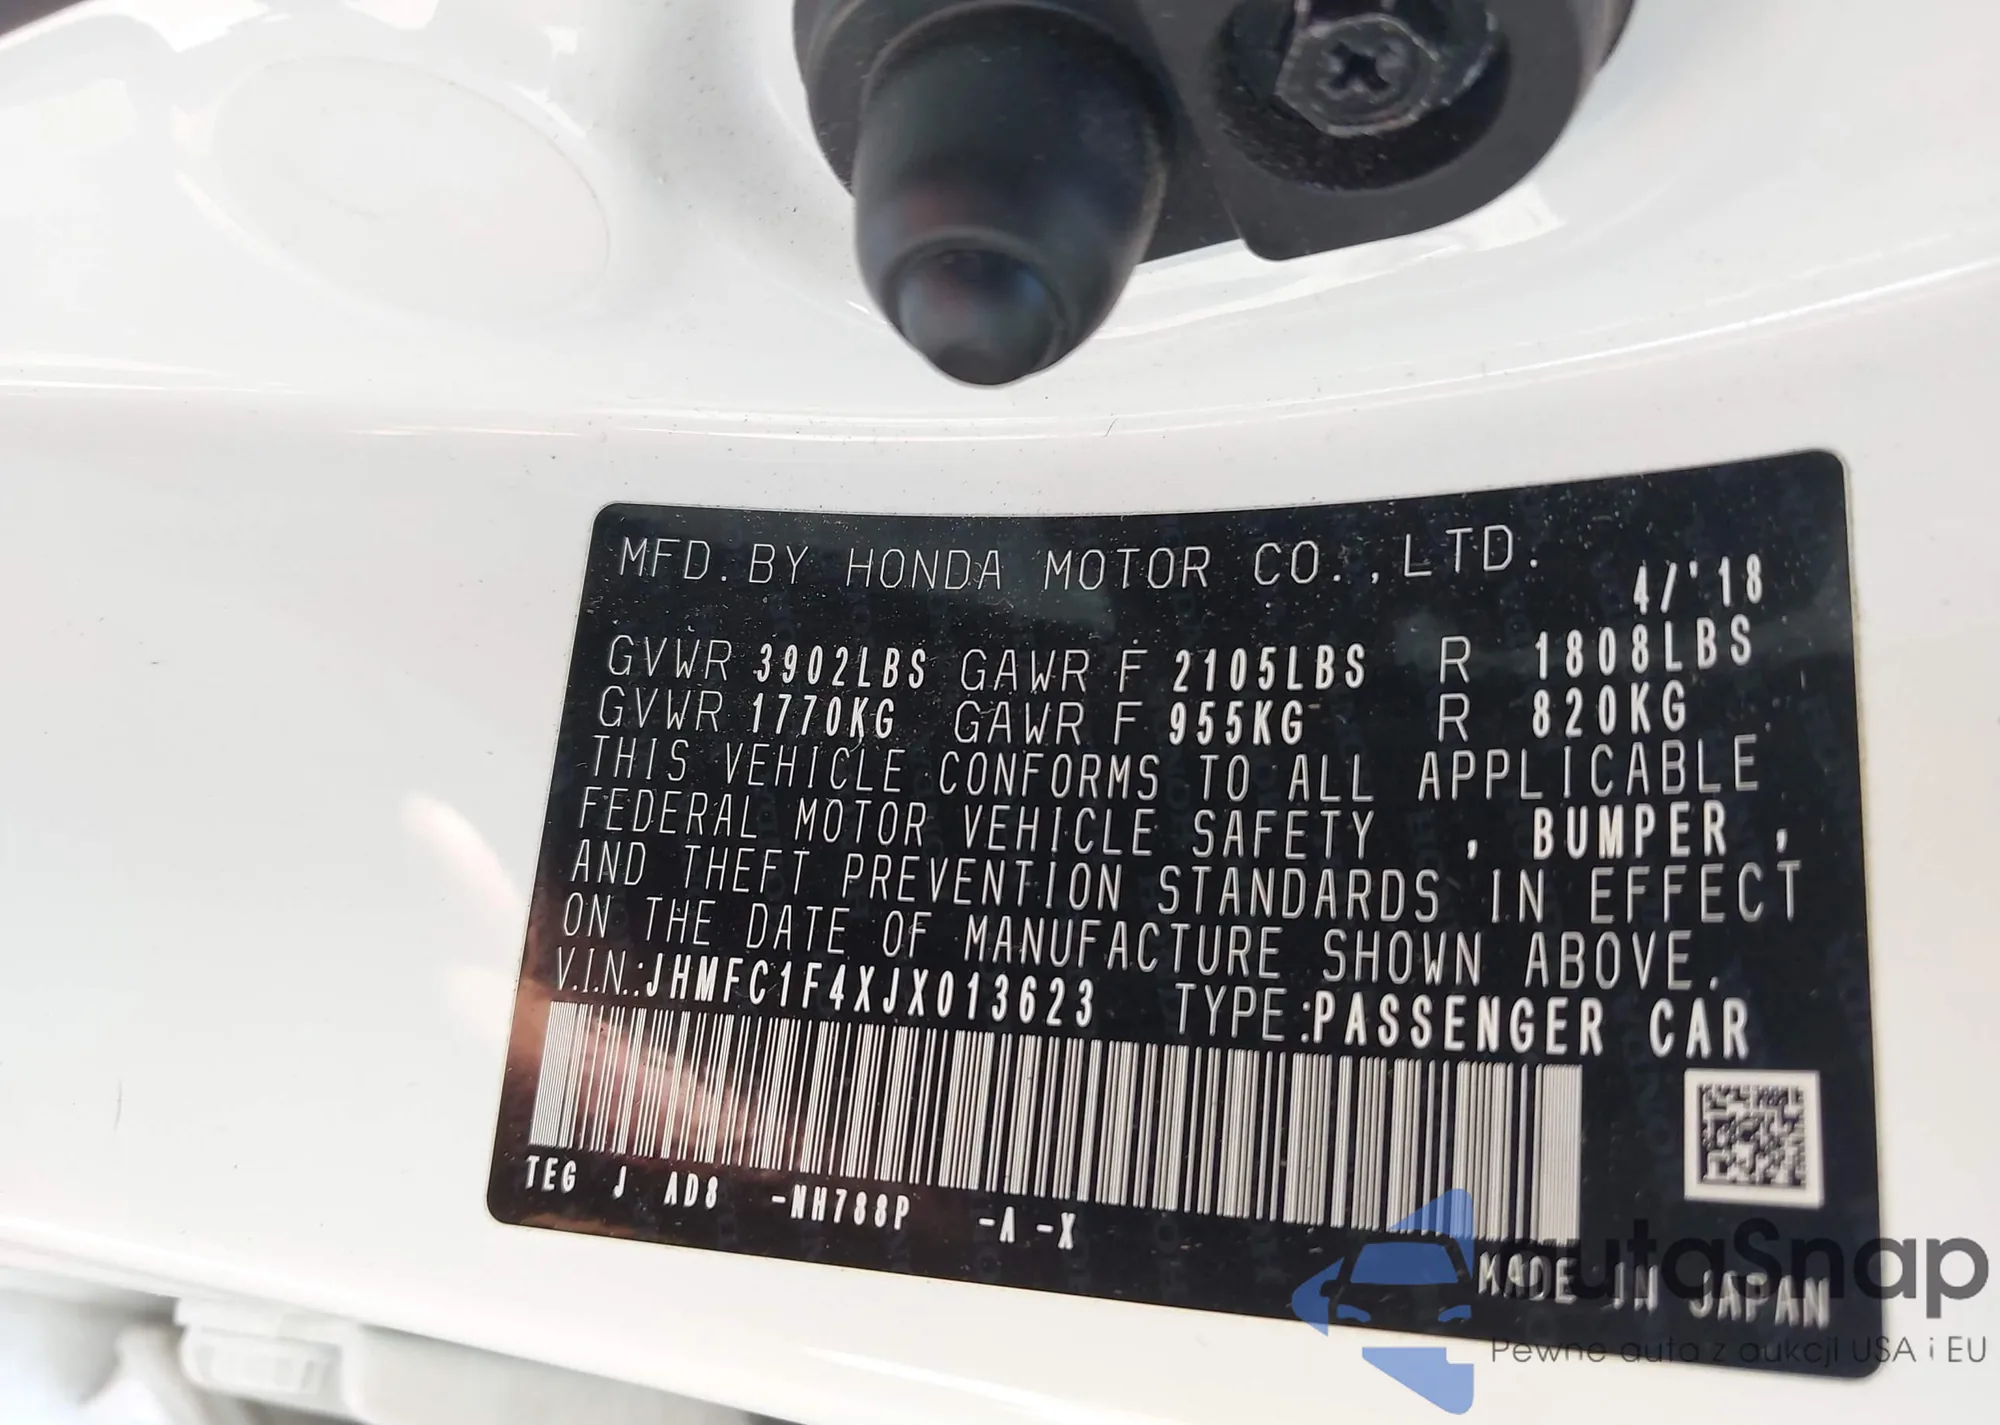 MFD. BY HONDA MOTOR CO., LTD.
4/'18
GVWR 3902LBS GAWR F 2105LBS R 1808LBS
GVWR 1770KG GAWR F 955KG R 820KG
THIS VEHICLE CONFORMS TO ALL APPLICABLE
FEDERAL MOTOR VEHICLE SAFETY , BUMPER ,
AND THEFT PREVENTION STANDARDS IN EFFECT
ON THE DATE OF MANUFACTURE SHOWN ABOVE.
V.I.N.:JHMFC1F4XJX013623 TYPE:PASSENGER CAR
TEG J AD8 -NH788P -A -X
MADE IN JAPAN
autaSnap
Pewne auta z aukcji USA i EU